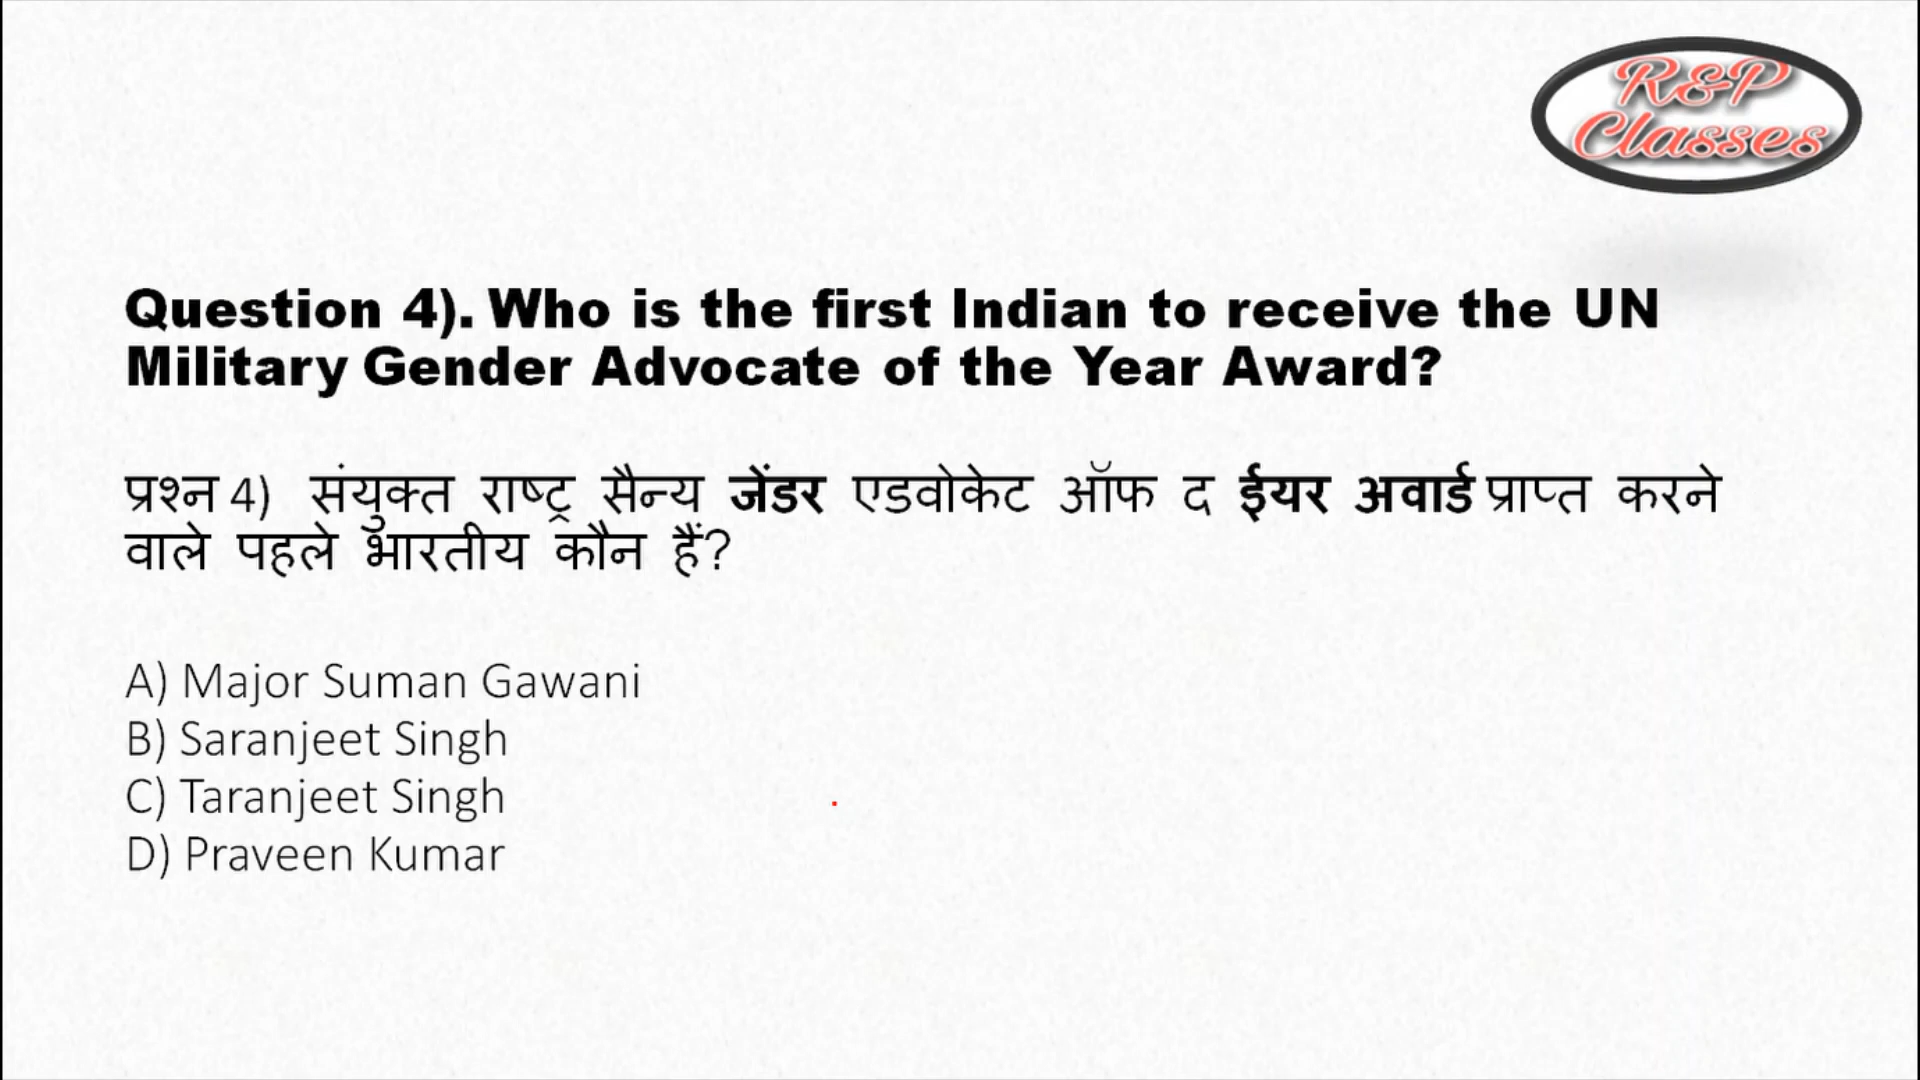 R&P
Classes
Question 4). Who is the first Indian to receive the UN
Military Gender Advocate of the Year Award?
प्रश्न 4) संयुक्त राष्ट्र सैन्य जेंडर एडवोकेट ऑफ द ईयर अवार्ड प्राप्त करने
वाले पहले भारतीय कौन हैं?
A) Major Suman Gawani
B) Saranjeet Singh
C) Taranjeet Singh
D) Praveen Kumar